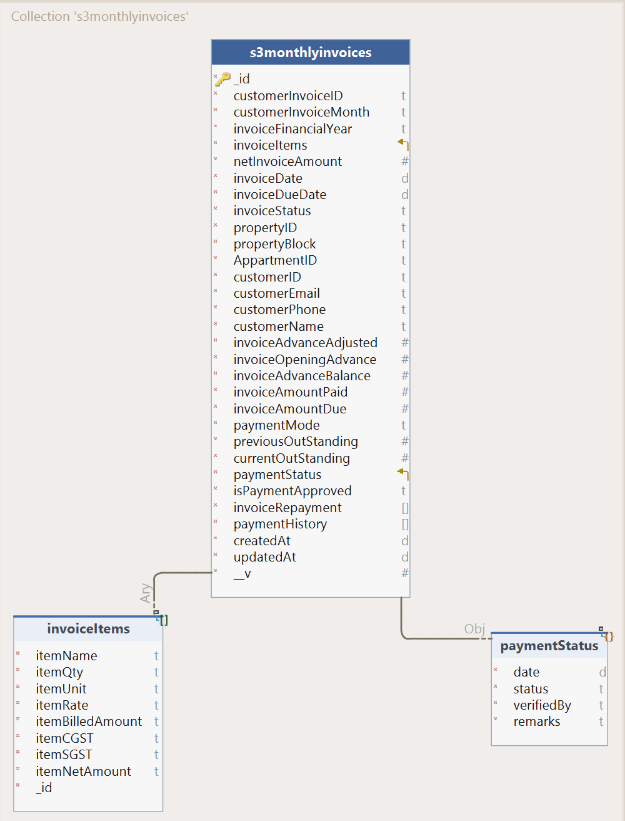 Collection 's3monthlyinvoices'
s3monthlyinvoices
* _id
* customerInvoiceID t
* customerInvoiceMonth t
* invoiceFinancialYear t
* invoiceItems
* netInvoiceAmount #
* invoiceDate d
* invoiceDueDate d
* invoiceStatus t
* propertyID t
* propertyBlock t
* AppartmentID t
* customerID t
* customerEmail t
* customerPhone t
* customerName t
* invoiceAdvanceAdjusted #
* invoiceOpeningAdvance #
* invoiceAdvanceBalance #
* invoiceAmountPaid #
* invoiceAmountDue #
* paymentMode t
* previousOutStanding #
* currentOutStanding #
* paymentStatus
* isPaymentApproved t
* invoiceRepayment []
* paymentHistory []
* createdAt d
* updatedAt d
* __v #
Ary
[]
invoiceItems
* itemName t
* itemQty t
* itemUnit t
* itemRate t
* itemBilledAmount t
* itemCGST t
* itemSGST t
* itemNetAmount t
* _id
Obj
{}
paymentStatus
* date d
* status t
* verifiedBy t
* remarks t